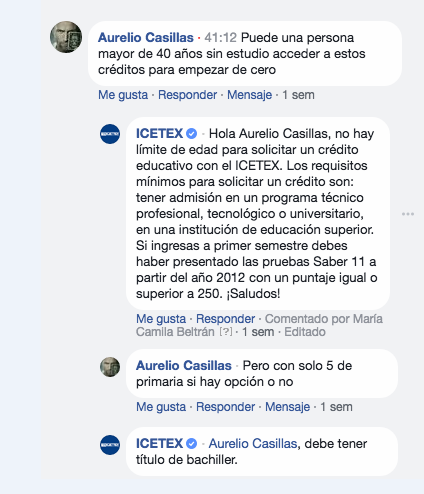 Aurelio Casillas · 41:12 Puede una persona
mayor de 40 años sin estudio acceder a estos
créditos para empezar de cero
Me gusta · Responder · Mensaje · 1 sem
ICETEX · Hola Aurelio Casillas, no hay
límite de edad para solicitar un crédito
educativo con el ICETEX. Los requisitos
mínimos para solicitar un crédito son:
tener admisión en un programa técnico
profesional, tecnológico o universitario,
en una institución de educación superior.
Si ingresas a primer semestre debes
haber presentado las pruebas Saber 11 a
partir del año 2012 con un puntaje igual o
superior a 250. ¡Saludos!
Me gusta · Responder · Comentado por María
Camila Beltrán [?] · 1 sem · Editado
Aurelio Casillas · Pero con solo 5 de
primaria si hay opción o no
Me gusta · Responder · Mensaje · 1 sem
ICETEX · Aurelio Casillas, debe tener
título de bachiller.